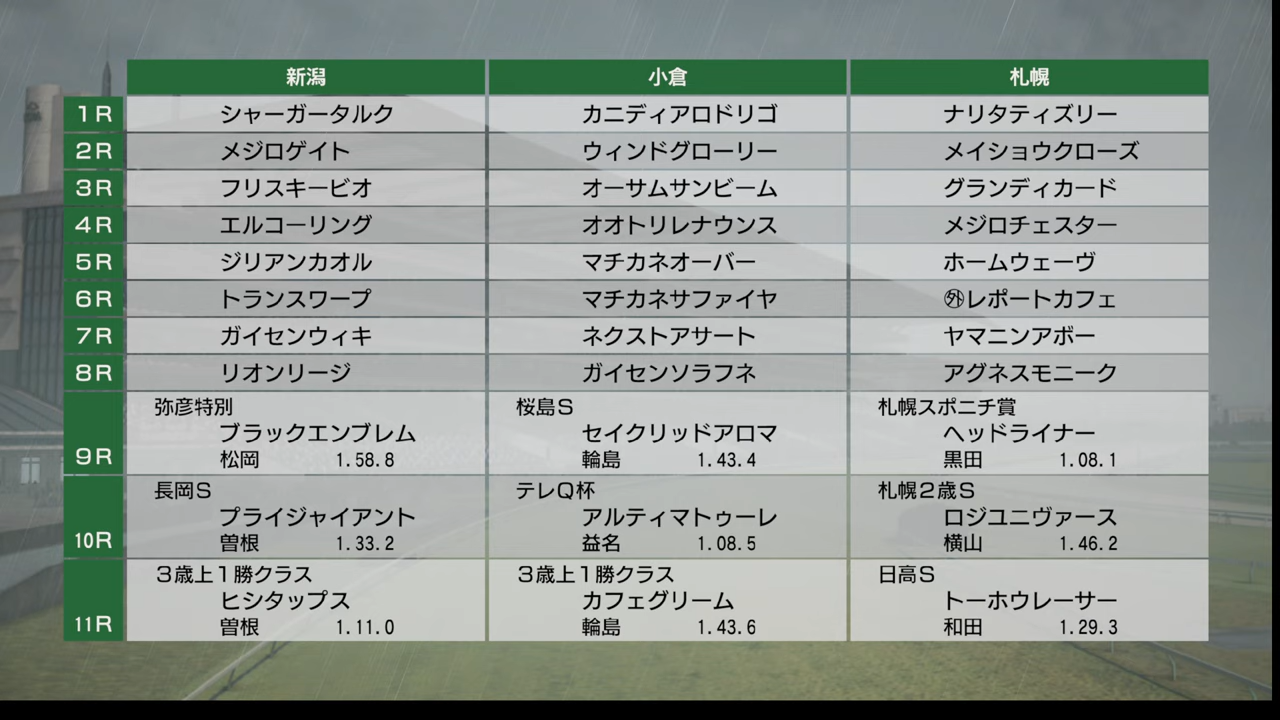 新潟 小倉 札幌
1R シャーガータルク カニディアロドリゴ ナリタティズリー
2R メジロゲイト ウィンドグローリー メイショウクローズ
3R フリスキービオ オーサムサンビーム グランディカード
4R エルコーリング オオトリレナウンス メジロチェスター
5R ジリアンカオル マチカネオーバー ホームウェーヴ
6R トランスワープ マチカネサファイヤ ㊕レポートカフェ
7R ガイセンウィキ ネクストアサート ヤマニンアボー
8R リオンリージ ガイセンソラフネ アグネスモニーク
弥彦特別 桜島S 札幌スポニチ賞
ブラックエンブレム セイクリッドアロマ ヘッドライナー
9R 松岡 1.58.8 輪島 1.43.4 黒田 1.08.1
長岡S テレQ杯 札幌2歳S
プライジャイアント アルティマトゥーレ ロジユニヴァース
10R 曽根 1.33.2 益名 1.08.5 横山 1.46.2
3歳上1勝クラス 3歳上1勝クラス 日高S
ヒシタップス カフェグリーム トーホウレーサー
11R 曽根 1.11.0 輪島 1.43.6 和田 1.29.3